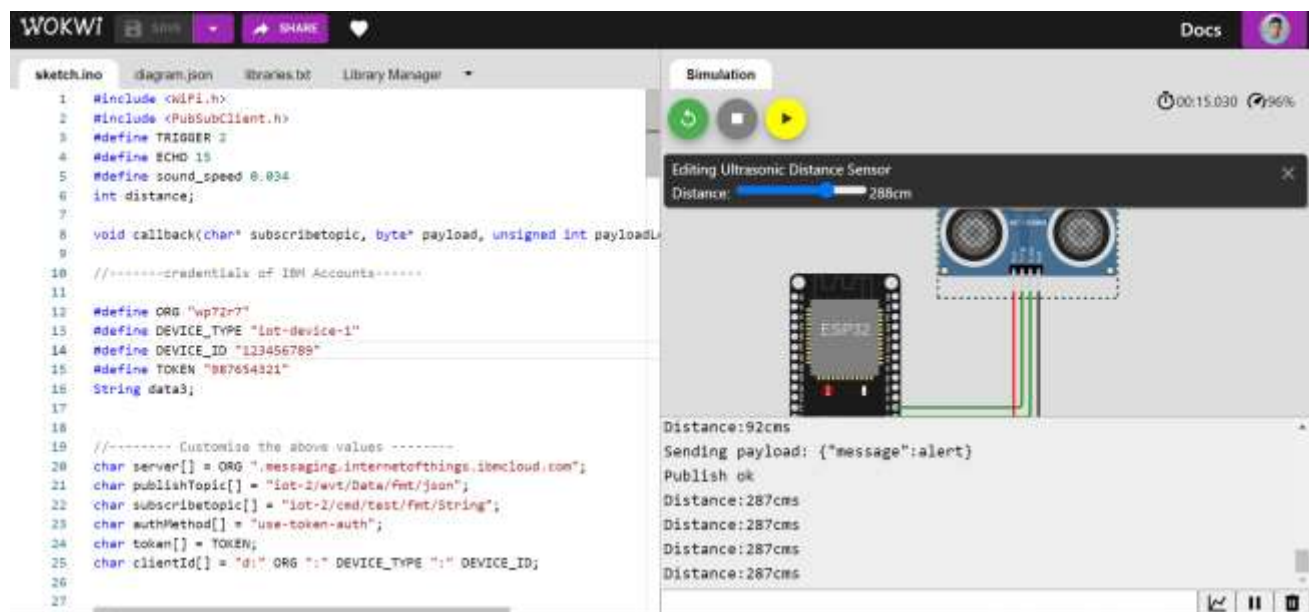 WOKWI SAVE SHARE Docs
sketch.ino diagram.json libraries.txt Library Manager
1 #include <WiFi.h>
2 #include <PubSubClient.h>
3 #define TRIGGER 2
4 #define ECHO 15
5 #define sound_speed 0.034
6 int distance;
7
8 void callback(char* subscribetopic, byte* payload, unsigned int payloadL
9
10 //-------credentials of IBM Accounts------
11
12 #define ORG "wp72r7"
13 #define DEVICE_TYPE "iot-device-1"
14 #define DEVICE_ID "123456789"
15 #define TOKEN "987654321"
16 String data3;
17
18
19 //-------- Customise the above values --------
20 char server[] = ORG ".messaging.internetofthings.ibmcloud.com";
21 char publishTopic[] = "iot-2/evt/Data/fmt/json";
22 char subscribetopic[] = "iot-2/cmd/test/fmt/String";
23 char authMethod[] = "use-token-auth";
24 char token[] = TOKEN;
25 char clientId[] = "d:" ORG ":" DEVICE_TYPE ":" DEVICE_ID;
26
27
Simulation
00:15.030 96%
Editing Ultrasonic Distance Sensor
Distance: 288cm
ESP32
Distance:92cms
Sending payload: {"message":alert}
Publish ok
Distance:287cms
Distance:287cms
Distance:287cms
Distance:287cms